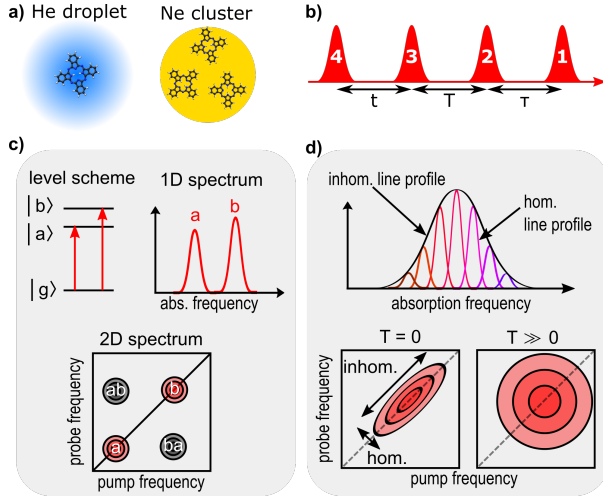 a)
He droplet
Ne cluster
b)
4
3
2
1
t
T
τ
c)
level scheme
|b⟩
|a⟩
|g⟩
1D spectrum
a
b
abs. frequency
2D spectrum
ab
b
a
ba
probe frequency
pump frequency
d)
inhom. line profile
hom.
line profile
absorption frequency
T = 0
T ≫ 0
inhom.
hom.
probe frequency
pump frequency